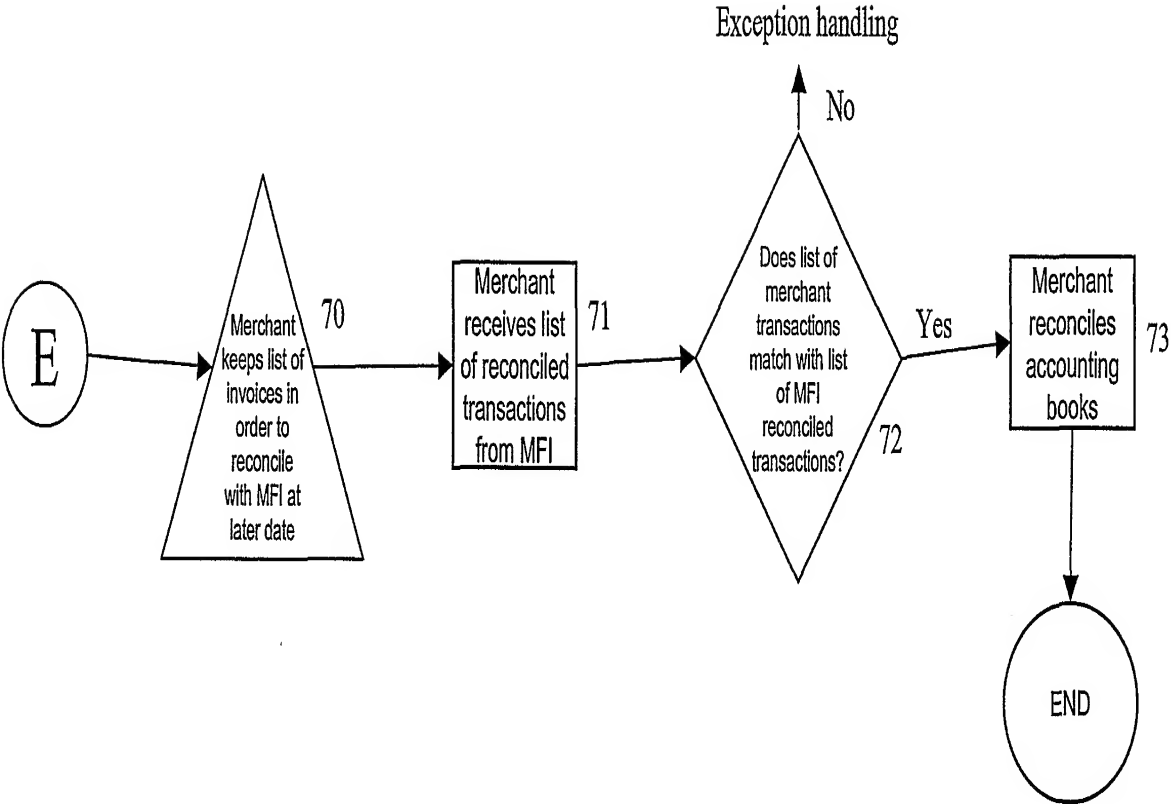 Exception handling
No
E
Merchant
keeps list of
invoices in
order to
reconcile
with MFI at
later date
70
Merchant
receives list
of reconciled
transactions
from MFI
71
Does list of
merchant
transactions
match with list
of MFI
reconciled
transactions?
72
Yes
Merchant
reconciles
accounting
books
73
END